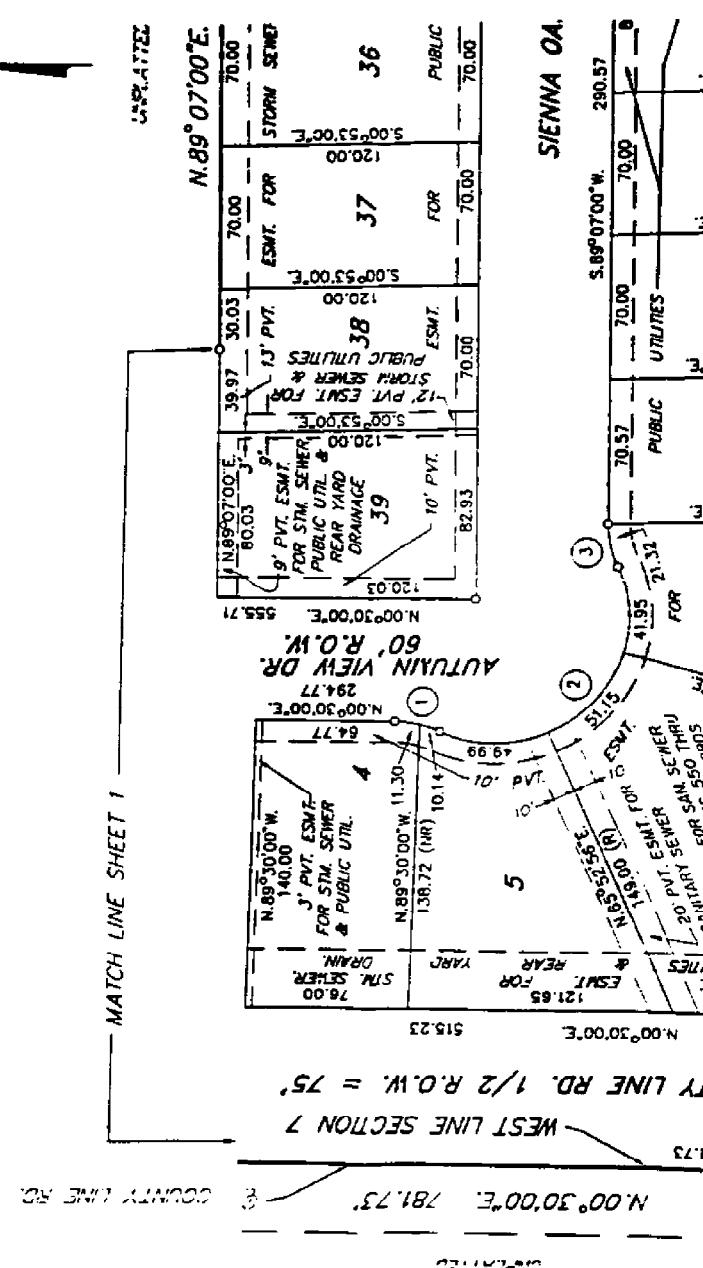 UNPLATTED
N.89°07'00"E.
70.00
STORM SEWER
36
PUBLIC
70.00
SIENNA OA.
290.57
S.89°07'00"W.
S.00°53'00"E.
120.00
70.00
ESMT. FOR
37
FOR
70.00
70.00
S.00°53'00"E.
120.00
30.03
39.97
13' PVT.
38
ESMT.
70.00
12' PVT. ESMT. FOR
STORM SEWER &
PUBLIC UTILITIES
S.00°53'00"E.
120.00
70.00
UTILITIES
PUBLIC
70.57
N.89°07'00"E.
80.03
3'
9'
9' PVT. ESMT.
FOR STM. SEWER,
PUBLIC UTIL. &
REAR YARD
DRAINAGE
39
10' PVT.
82.93
120.03
N.00°30'00"E.
555.71
AUTUMN VIEW DR.
60' R.O.W.
294.77
N.00°30'00"E.
64.77
1
2
3
21.32
41.95
FOR
51.15
49.99
ESMT.
10' PVT.
10'
10'
4
N.89°30'00"W.
140.00
3' PVT. ESMT.
FOR STM. SEWER
& PUBLIC UTIL.
11.30
N.89°30'00"W.
138.72 (NR)
10.14
5
N.65°52'56"E.
149.00 (R)
20' PVT. ESMT. FOR
SANITARY SEWER
FOR SAN. SEWER
550 THRU
STM. SEWER
DRAIN.
76.00
ESMT. FOR REAR YARD
&
121.65
515.23
N.00°30'00"E.
MATCH LINE SHEET 1
LINE RD. 1/2 R.O.W. = 75'
WEST LINE SECTION 7
COUNTY LINE RD.
N.00°30'00"E. 781.73'
UNPLATTED